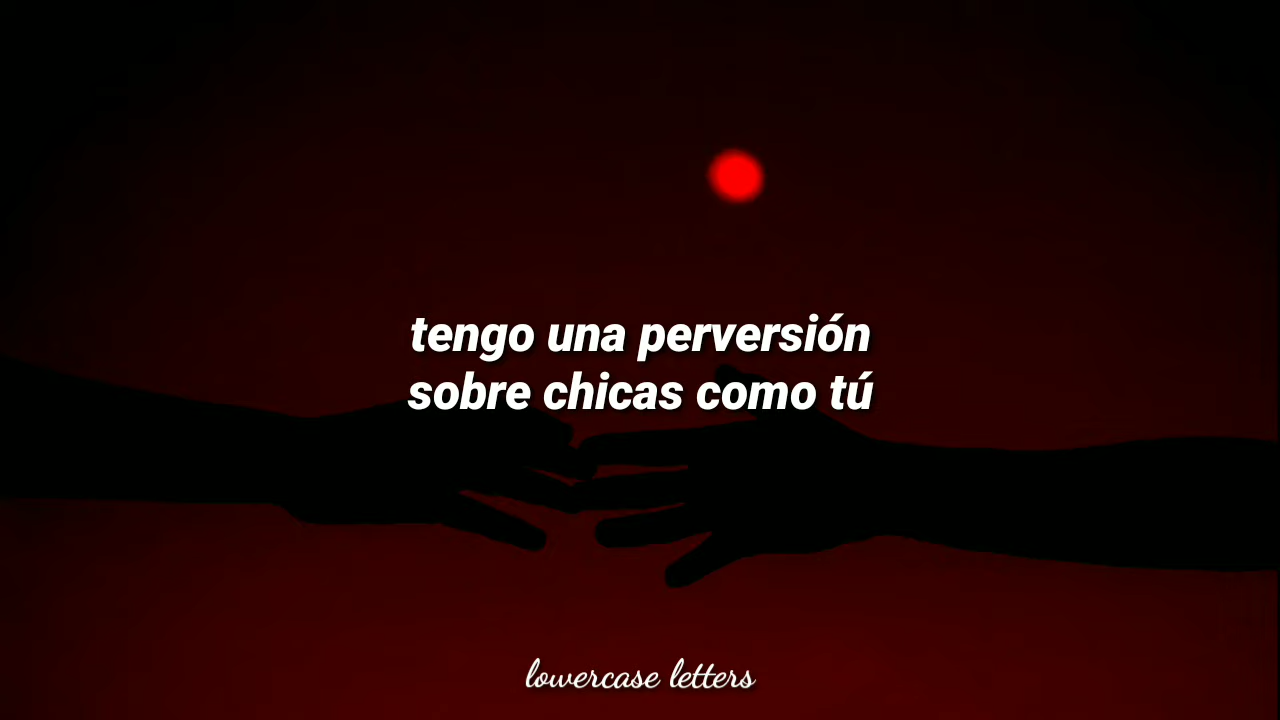 tengo una perversión
sobre chicas como tú
lowercase letters